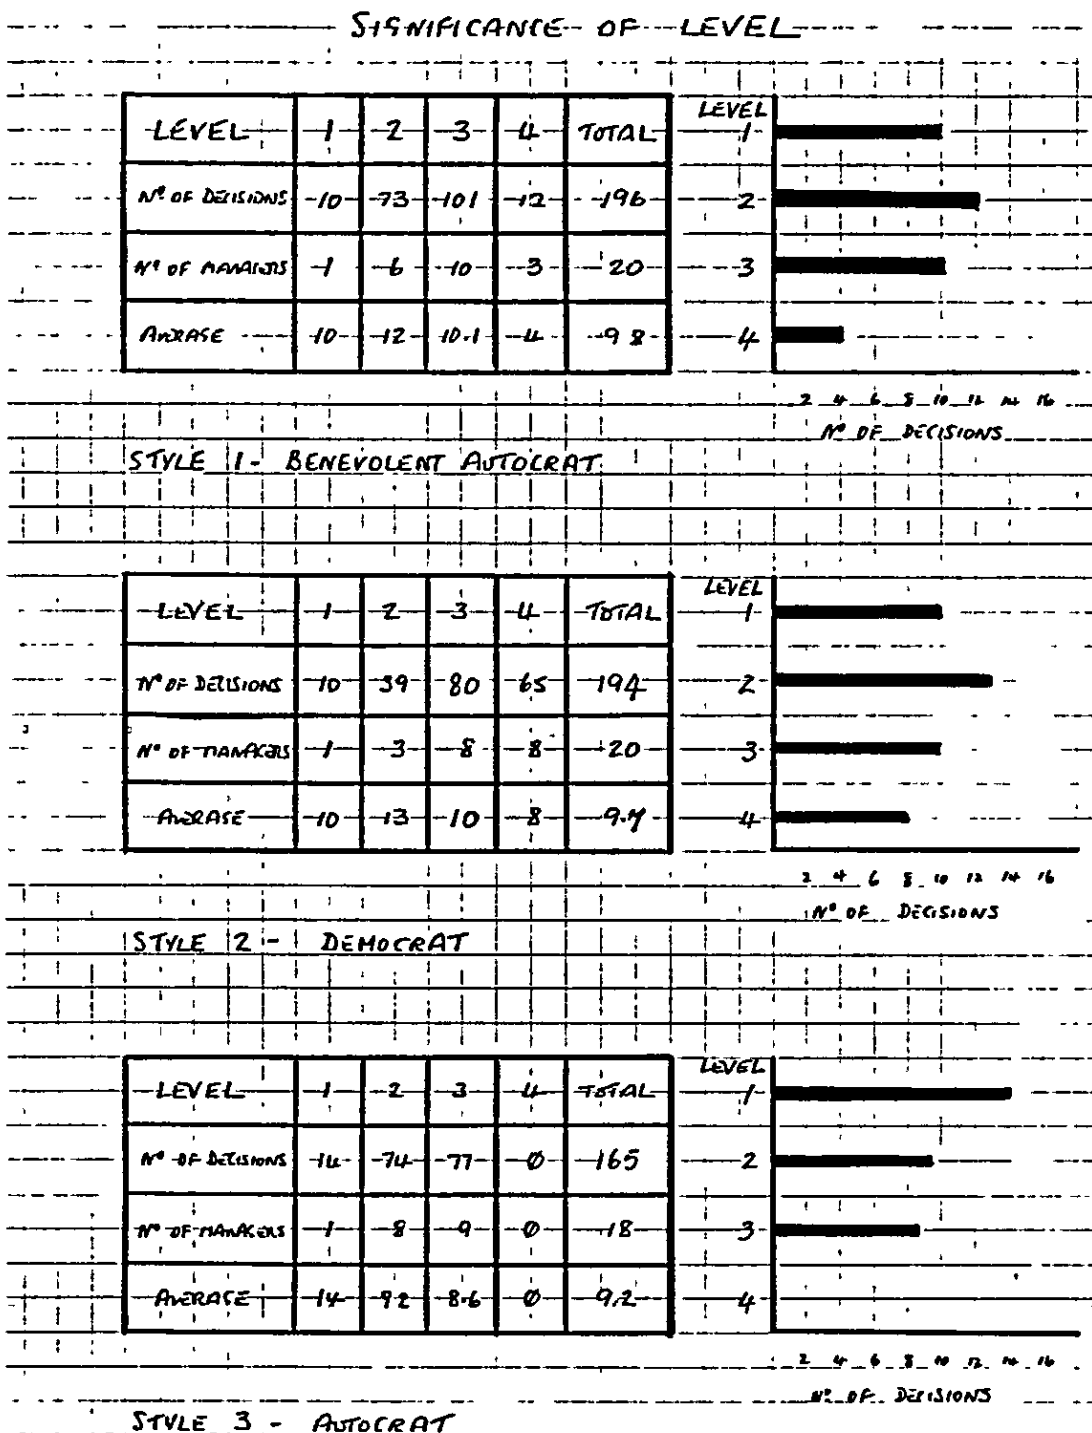 SIGNIFICANCE OF LEVEL
LEVEL 1 2 3 4 TOTAL
Nº OF DECISIONS 10 73 101 12 196
Nº OF MANAGERS 1 6 10 3 20
AVERAGE 10 12 10.1 4 9.8
LEVEL
1
2
3
4
2 4 6 8 10 12 14 16
Nº OF DECISIONS
STYLE 1 - BENEVOLENT AUTOCRAT
LEVEL 1 2 3 4 TOTAL
Nº OF DECISIONS 10 39 80 65 194
Nº OF MANAGERS 1 3 8 8 20
AVERAGE 10 13 10 8 9.7
LEVEL
1
2
3
4
2 4 6 8 10 12 14 16
Nº OF DECISIONS
STYLE 2 - DEMOCRAT
LEVEL 1 2 3 4 TOTAL
Nº OF DECISIONS 14 74 77 0 165
Nº OF MANAGERS 1 8 9 0 18
AVERAGE 14 9.2 8.6 0 9.2
LEVEL
1
2
3
4
2 4 6 8 10 12 14 16
Nº OF DECISIONS
STYLE 3 - AUTOCRAT